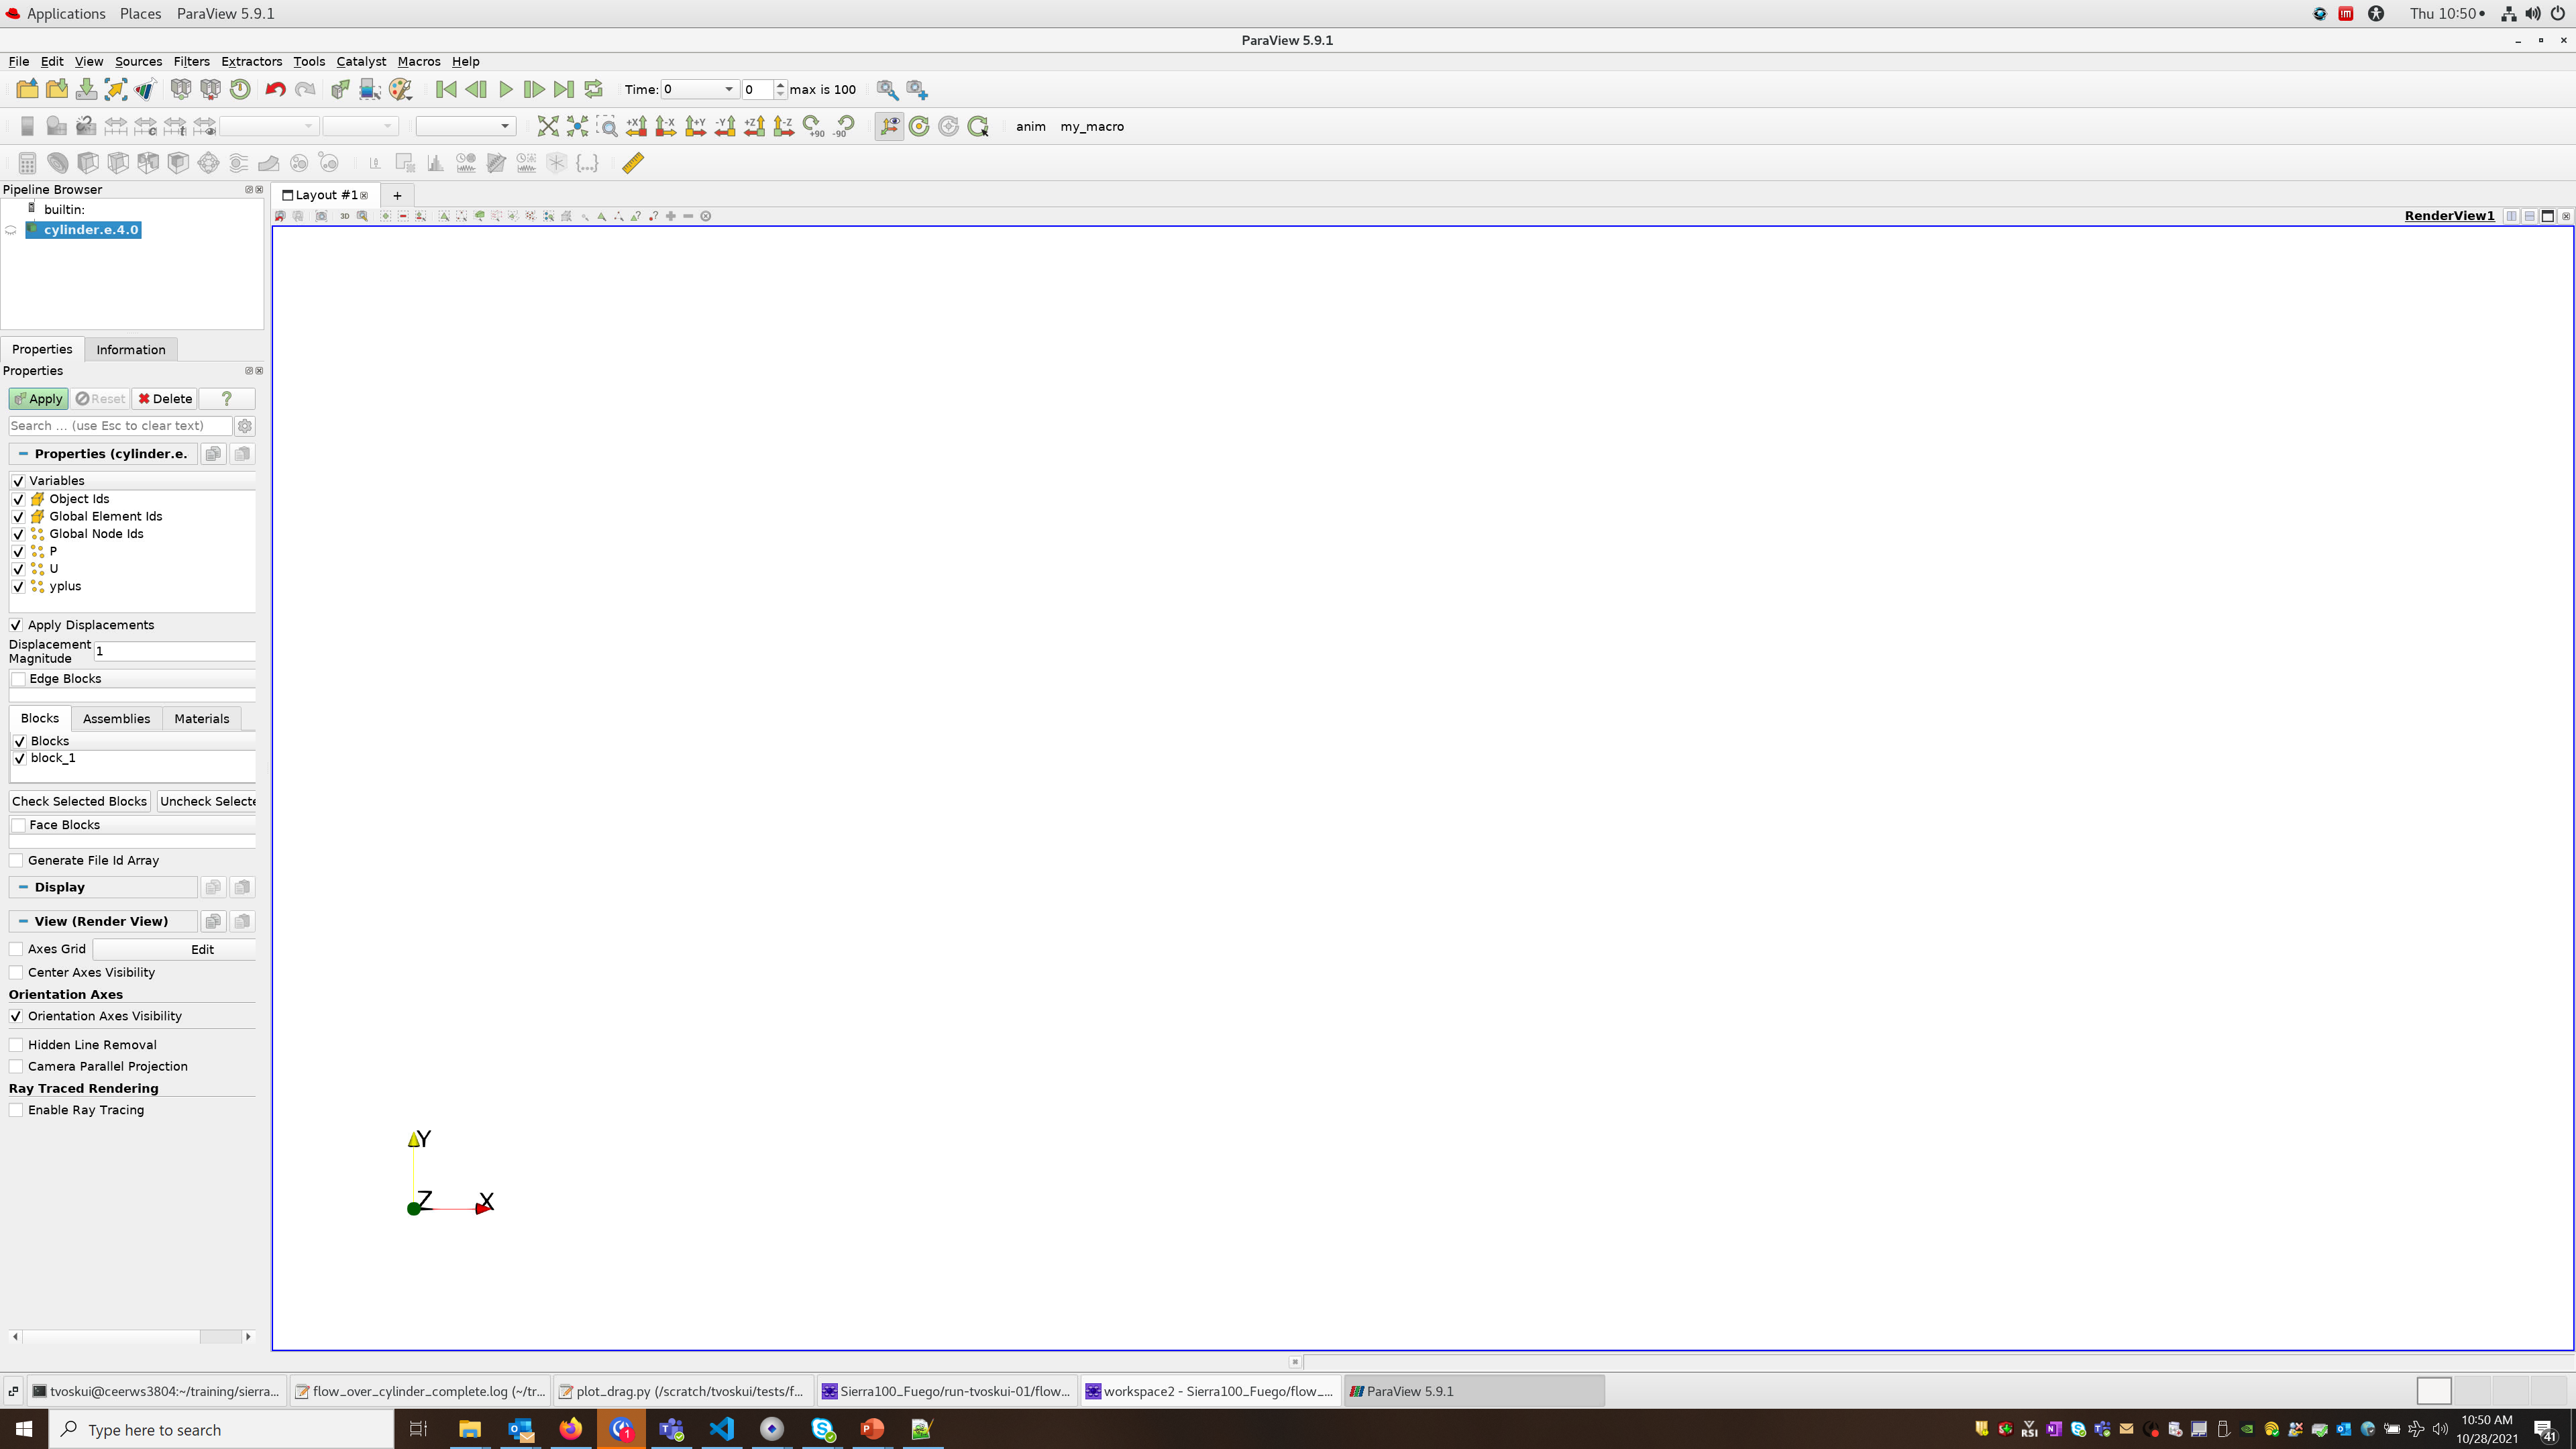 Applications Places ParaView 5.9.1 Thu 10:50
ParaView 5.9.1
File Edit View Sources Filters Tools Catalyst Macros Help
Time: 0 0 max is 100
+X -X +Y -Y +Z -Z +90 -90 anim my_macro
Pipeline Browser
Layout #1 +
builtin:
3D RenderView1
cylinder.e.4.0
Properties Information
Properties
Apply Reset Delete ?
Search ... (use Esc to clear text)
Properties (cylinder.e.
Variables
Object Ids
Global Element Ids
Global Node Ids
P
U
yplus
Apply Displacements
Displacement Magnitude 1
Edge Blocks
Blocks Assemblies Materials
Blocks
block_1
Check Selected Blocks Uncheck Selecte
Face Blocks
Generate File Id Array
Display
View (Render View)
Axes Grid Edit
Center Axes Visibility
Orientation Axes
Orientation Axes Visibility
Hidden Line Removal
Camera Parallel Projection
Ray Traced Rendering
Enable Ray Tracing
Y
Z X
tvoskui@ceerws3804:~/training/sierra... flow_over_cylinder_complete.log (~/tr... plot_drag.py (/scratch/tvoskui/tests/f... Sierra100_Fuego/run-tvoskui-01/flow... workspace2 - Sierra100_Fuego/flow_... ParaView 5.9.1
Type here to search
10:50 AM
10/28/2021
41